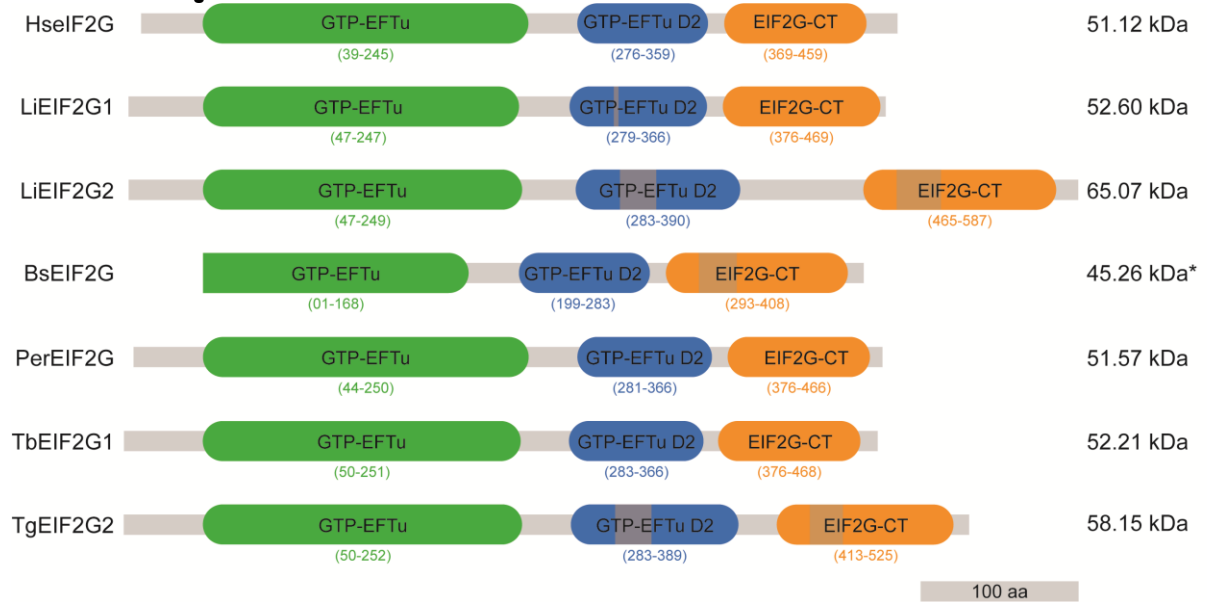 HseIF2G GTP-EFTu GTP-EFTu D2 EIF2G-CT 51.12 kDa
(39-245) (276-359) (369-459)
LiEIF2G1 GTP-EFTu GTP-EFTu D2 EIF2G-CT 52.60 kDa
(47-247) (279-366) (376-469)
LiEIF2G2 GTP-EFTu GTP-EFTu D2 EIF2G-CT 65.07 kDa
(47-249) (283-390) (465-587)
BsEIF2G GTP-EFTu GTP-EFTu D2 EIF2G-CT 45.26 kDa*
(01-168) (199-283) (293-408)
PerEIF2G GTP-EFTu GTP-EFTu D2 EIF2G-CT 51.57 kDa
(44-250) (281-366) (376-466)
TbEIF2G1 GTP-EFTu GTP-EFTu D2 EIF2G-CT 52.21 kDa
(50-251) (283-366) (376-468)
TgEIF2G2 GTP-EFTu GTP-EFTu D2 EIF2G-CT 58.15 kDa
(50-252) (283-389) (413-525)
100 aa